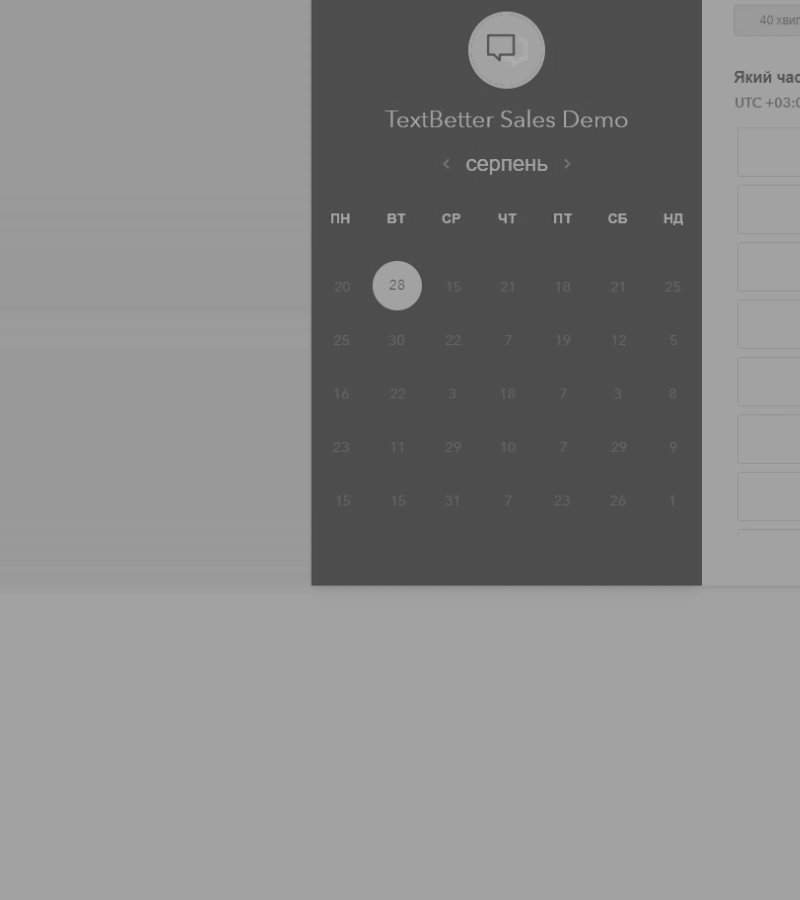 40 хвил
TextBetter Sales Demo
Який час
UTC +03:0
серпень
ПН ВТ СР ЧТ ПТ СБ НД
20 28 15 21 18 21 25
25 30 22 7 19 12 5
16 22 3 18 7 3 8
23 11 29 10 7 29 9
15 15 31 7 23 26 1